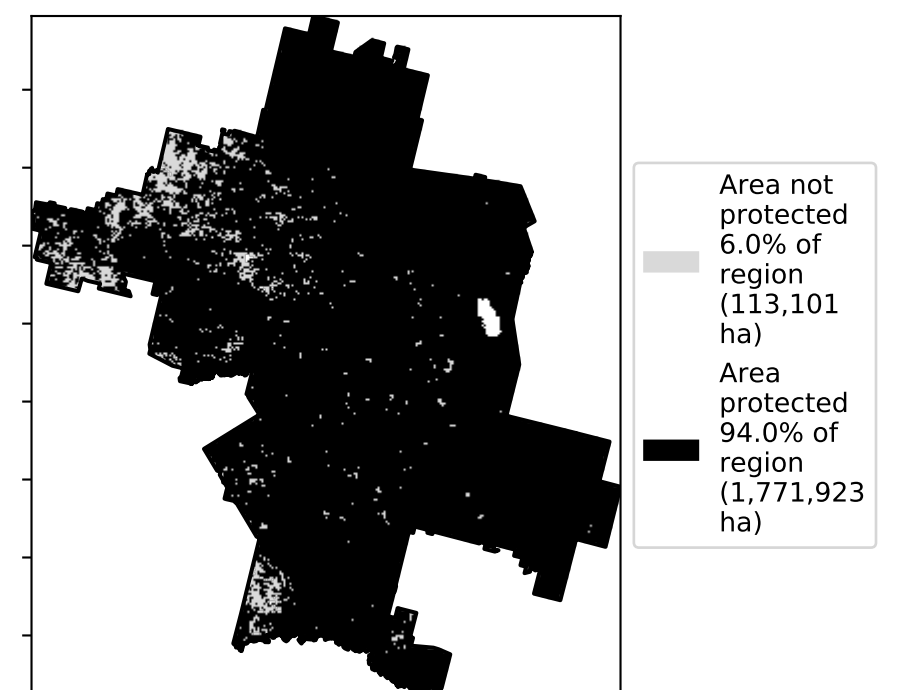 Area not
protected
6.0% of
region
(113,101
ha)
Area
protected
94.0% of
region
(1,771,923
ha)